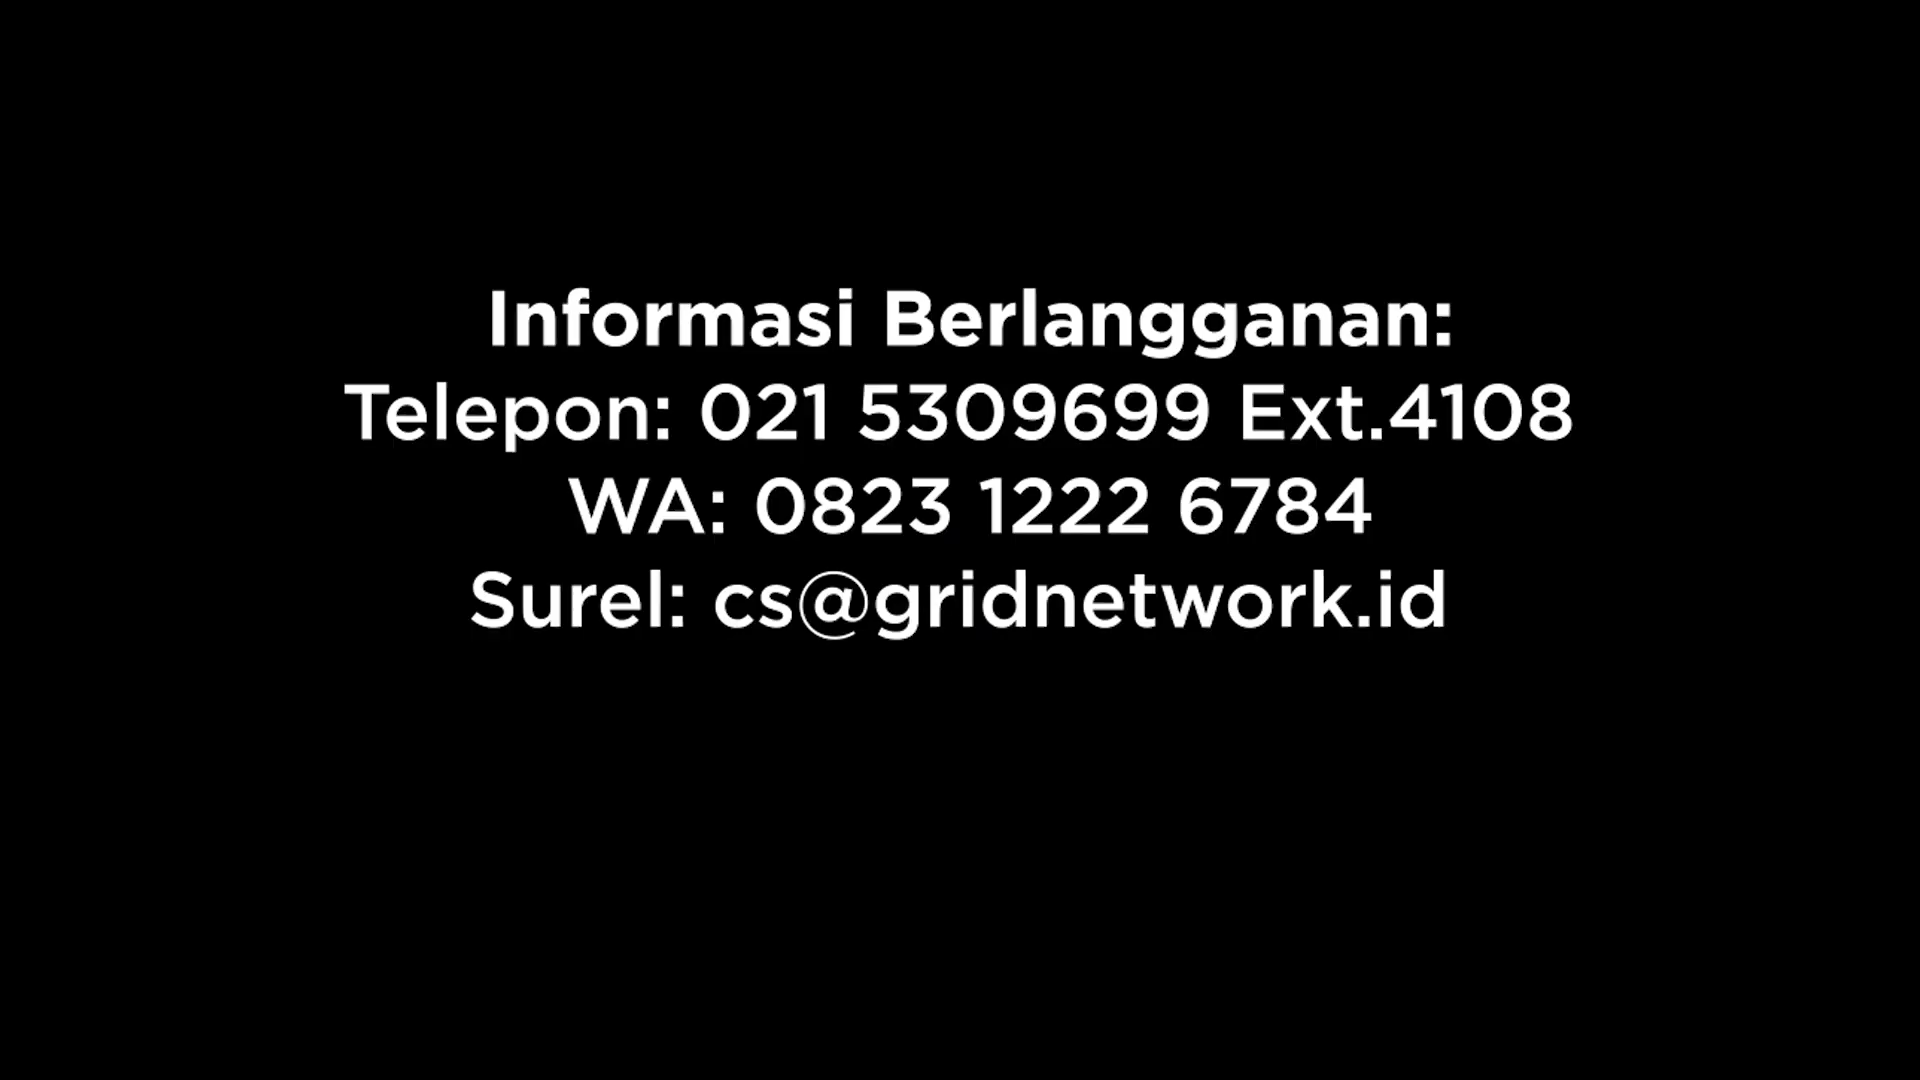 Informasi Berlangganan:
Telepon: 021 5309699 Ext.4108
WA: 0823 1222 6784
Surel: cs@gridnetwork.id